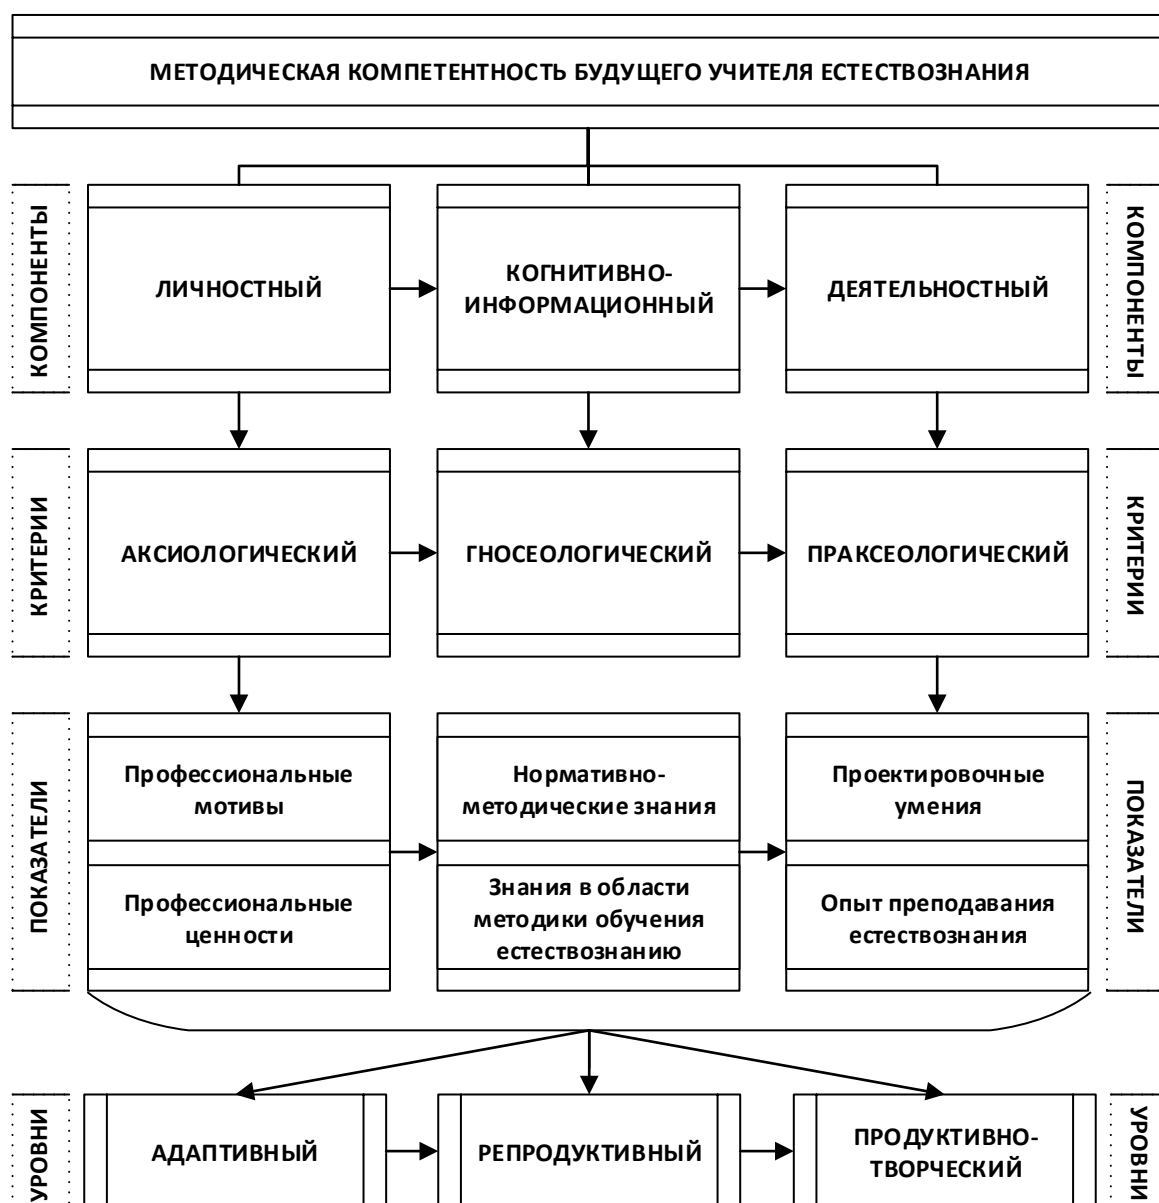 МЕТОДИЧЕСКАЯ КОМПЕТЕНТНОСТЬ БУДУЩЕГО УЧИТЕЛЯ ЕСТЕСТВОЗНАНИЯ
КОМПОНЕНТЫ
ЛИЧНОСТНЫЙ
КОГНИТИВНО-
ИНФОРМАЦИОННЫЙ
ДЕЯТЕЛЬНОСТНЫЙ
КОМПОНЕНТЫ
КРИТЕРИИ
АКСИОЛОГИЧЕСКИЙ
ГНОСЕОЛОГИЧЕСКИЙ
ПРАКСЕОЛОГИЧЕСКИЙ
КРИТЕРИИ
ПОКАЗАТЕЛИ
Профессиональные
мотивы
Нормативно-
методические знания
Проектировочные
умения
Профессиональные
ценности
Знания в области
методики обучения
естествознанию
Опыт преподавания
естествознания
ПОКАЗАТЕЛИ
УРОВНИ
АДАПТИВНЫЙ
РЕПРОДУКТИВНЫЙ
ПРОДУКТИВНО-
ТВОРЧЕСКИЙ
УРОВНИ